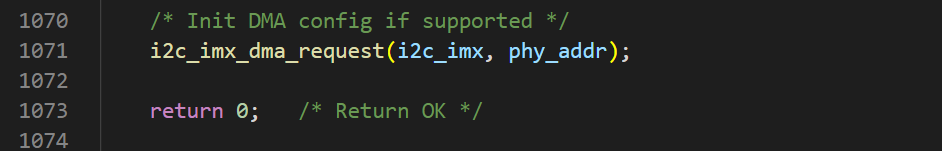 1070 /* Init DMA config if supported */
1071 i2c_imx_dma_request(i2c_imx, phy_addr);
1072
1073 return 0;   /* Return OK */
1074